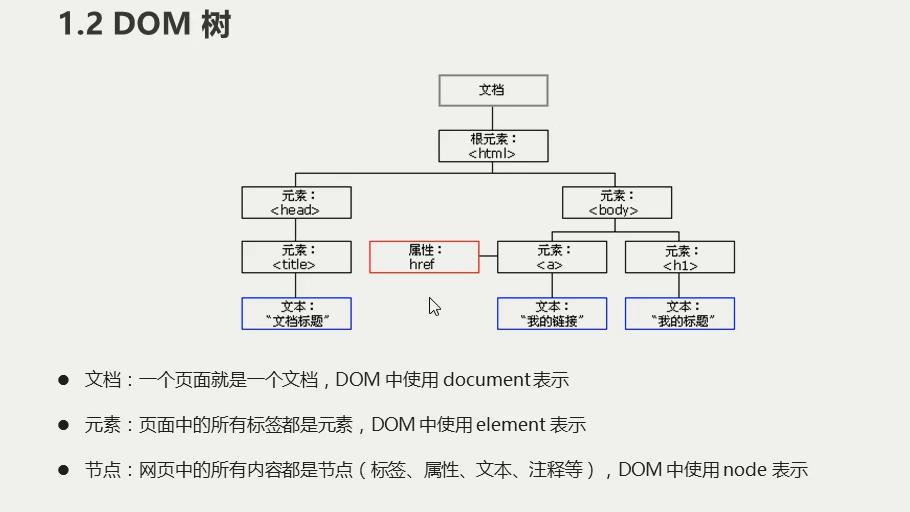 1.2 DOM 树
文档
根元素：
<html>
元素：
<head>
元素：
<body>
元素：
<title>
属性：
href
元素：
<a>
元素：
<h1>
文本：
“文档标题”
文本：
“我的链接”
文本：
“我的标题”
● 文档：一个页面就是一个文档，DOM 中使用 document 表示
● 元素：页面中的所有标签都是元素，DOM 中使用 element 表示
● 节点：网页中的所有内容都是节点（标签、属性、文本、注释等），DOM 中使用 node 表示